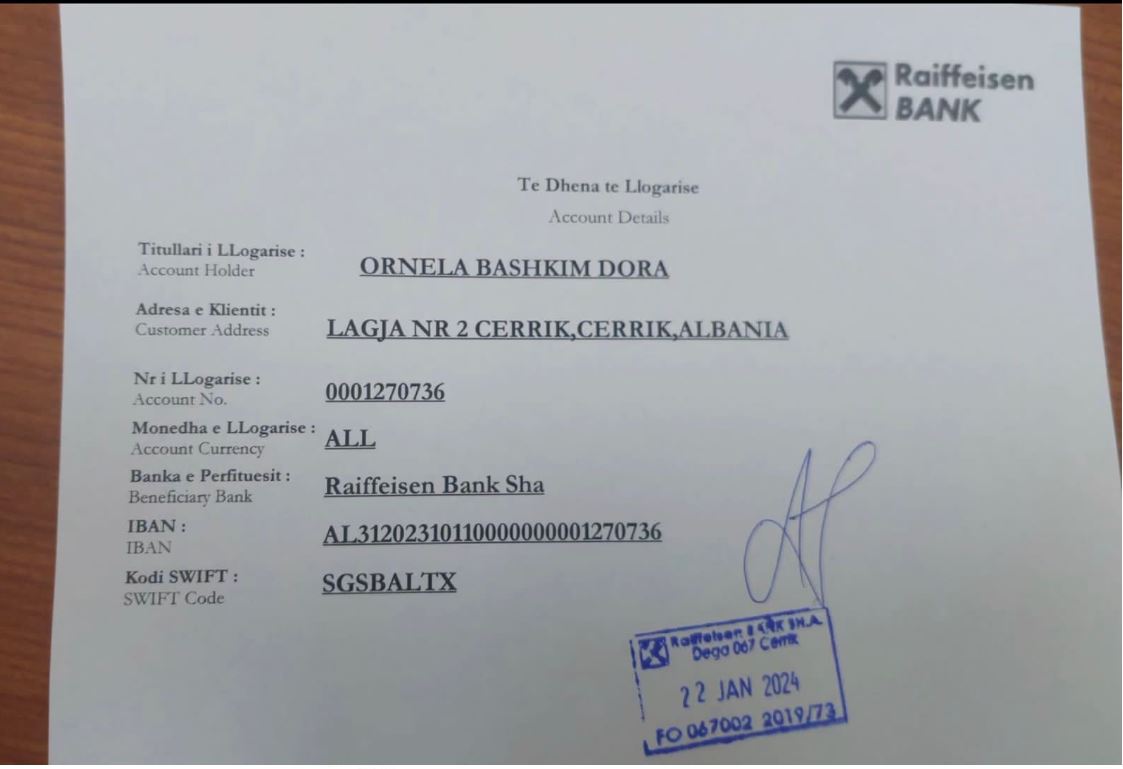 Raiffeisen
BANK
Te Dhena te Llogarise
Account Details
Titullari i LLogarise :
Account Holder
ORNELA BASHKIM DORA
Adresa e Klientit :
Customer Address
LAGJA NR 2 CERRIK,CERRIK,ALBANIA
Nr i LLogarise :
Account No.
0001270736
Monedha e LLogarise :
Account Currency
ALL
Banka e Perfituesit :
Beneficiary Bank
Raiffeisen Bank Sha
IBAN :
IBAN
AL31202310110000000001270736
Kodi SWIFT :
SWIFT Code
SGSBALTX
Raiffeisen BANK SH.A.
Dega 067 Cerrik
22 JAN 2024
FO 067002 2019/73